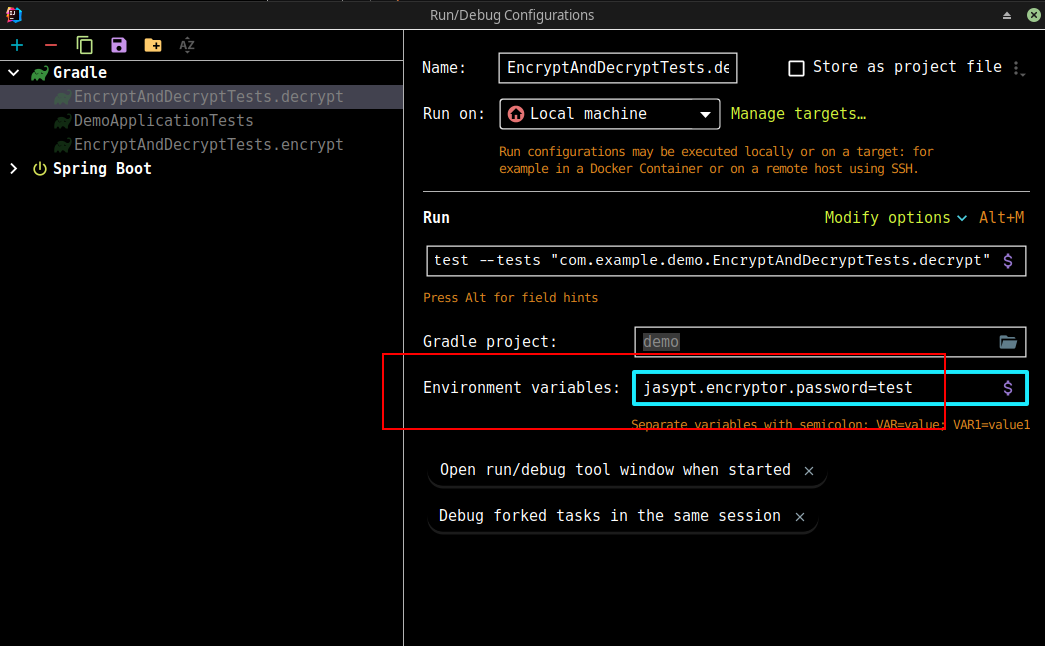 Run/Debug Configurations
AZ
Gradle
EncryptAndDecryptTests.decrypt
DemoApplicationTests
EncryptAndDecryptTests.encrypt
Spring Boot
Name: EncryptAndDecryptTests.de Store as project file
Run on: Local machine Manage targets…
Run configurations may be executed locally or on a target: for
example in a Docker Container or on a remote host using SSH.
Run Modify options Alt+M
test --tests "com.example.demo.EncryptAndDecryptTests.decrypt" $
Press Alt for field hints
Gradle project: demo
Environment variables: jasypt.encryptor.password=test $
Separate variables with semicolon: VAR=value; VAR1=value1
Open run/debug tool window when started ×
Debug forked tasks in the same session ×